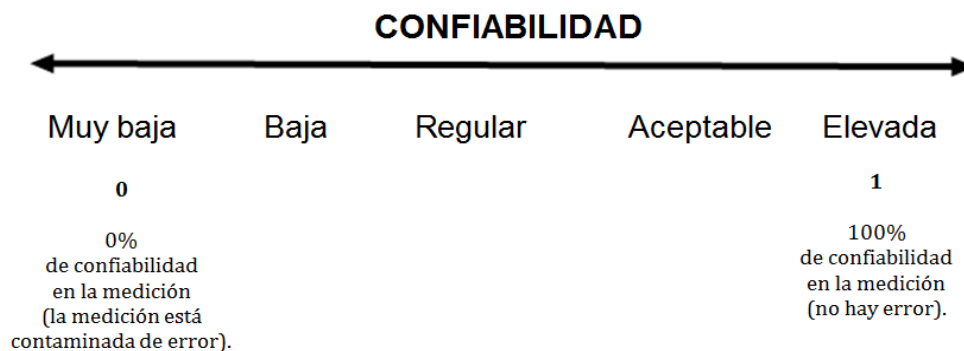 CONFIABILIDAD
Muy baja Baja Regular Aceptable Elevada
0
0%
de confiabilidad
en la medición
(la medición está
contaminada de error).
1
100%
de confiabilidad
en la medición
(no hay error).